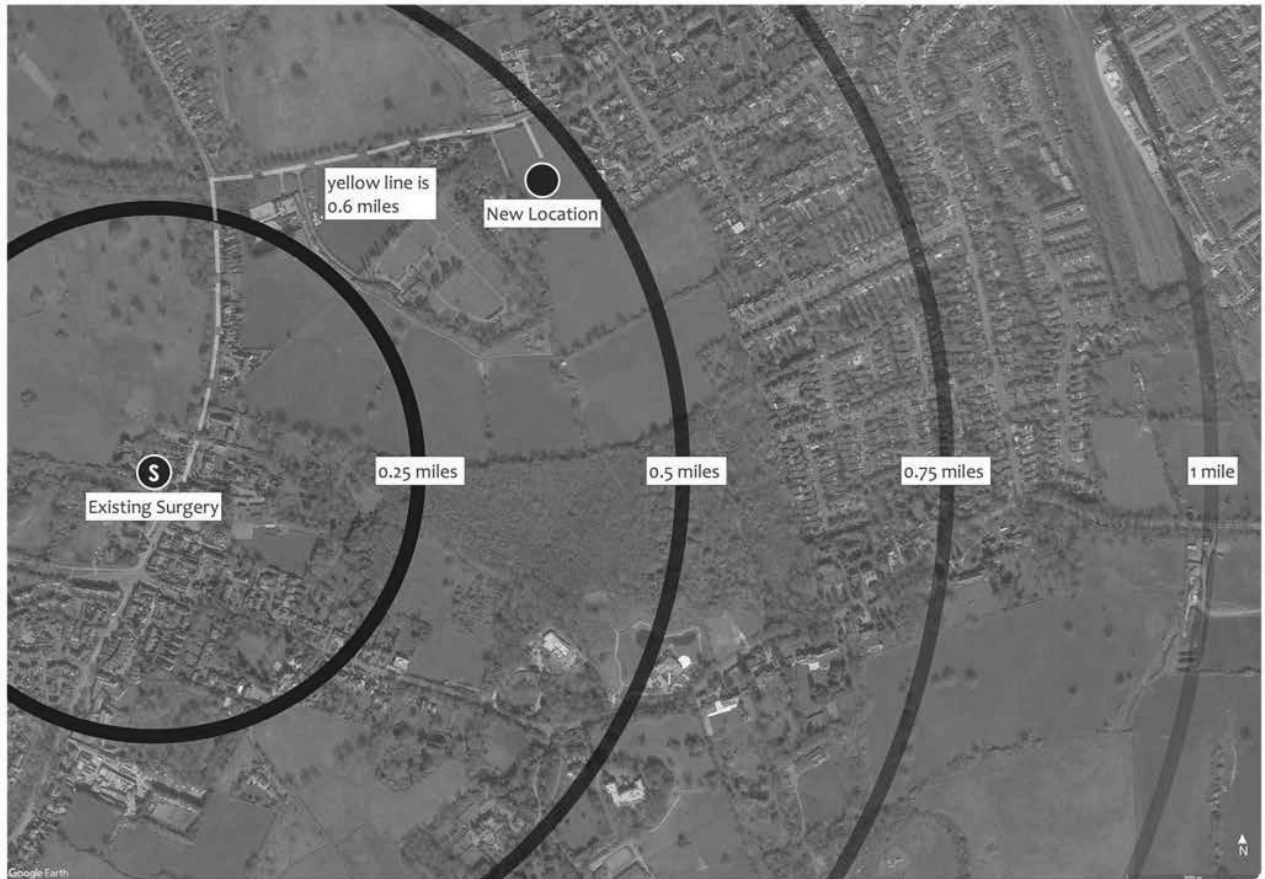 yellow line is
0.6 miles
New Location
S
Existing Surgery
0.25 miles
0.5 miles
0.75 miles
1 mile
N
Google Earth